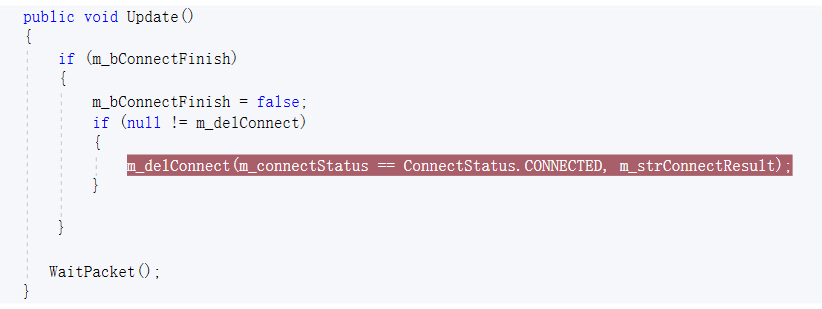 public void Update()
{
if (m_bConnectFinish)
{
m_bConnectFinish = false;
if (null != m_delConnect)
{
m_delConnect(m_connectStatus == ConnectStatus.CONNECTED, m_strConnectResult);
}
}
WaitPacket();
}